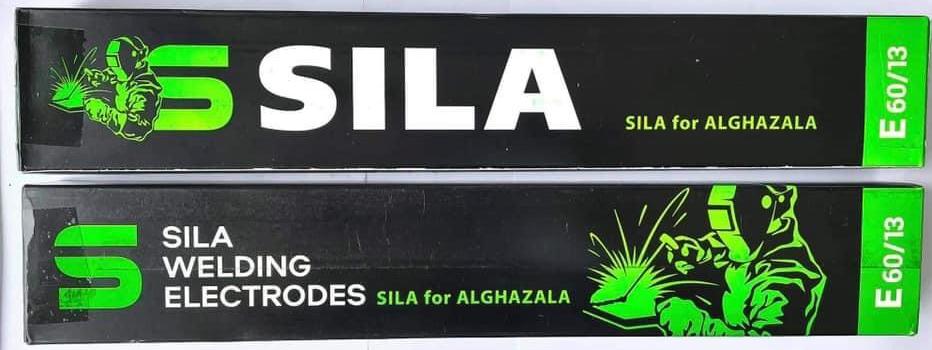 S SILA
SILA for ALGHAZALA
E 60/13
S
SILA
WELDING
ELECTRODES
SILA for ALGHAZALA
E 60/13